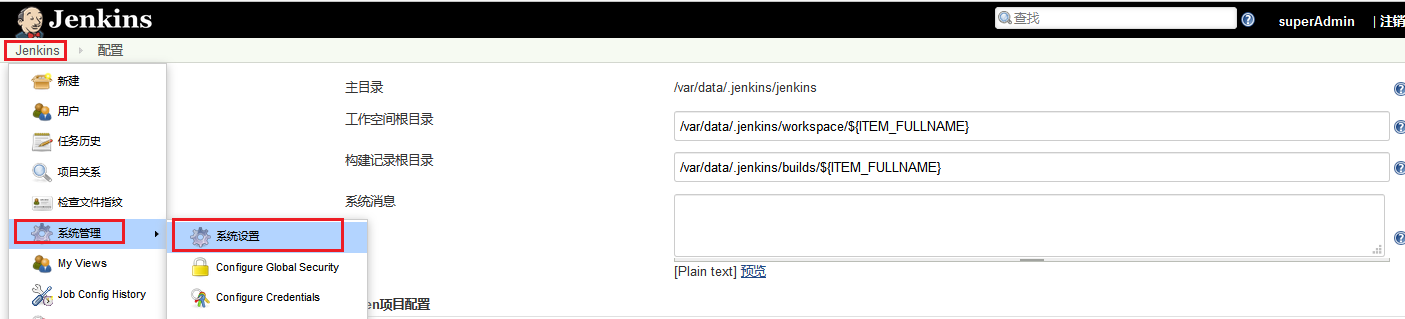 Jenkins
查找
superAdmin
| 注销
Jenkins
配置
新建
用户
任务历史
项目关系
检查文件指纹
系统管理
My Views
Job Config History
系统设置
Configure Global Security
Configure Credentials
主目录
/var/data/.jenkins/jenkins
工作空间根目录
/var/data/.jenkins/workspace/${ITEM_FULLNAME}
构建记录根目录
/var/data/.jenkins/builds/${ITEM_FULLNAME}
系统消息
[Plain text] 预览
en项目配置